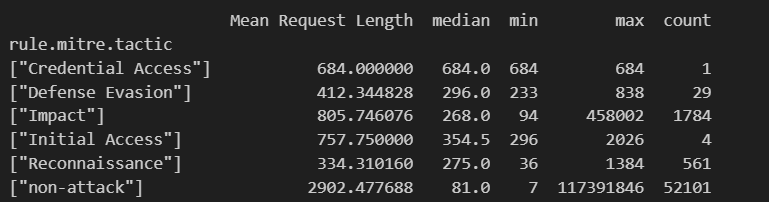 Mean Request Length median min max count
rule.mitre.tactic
["Credential Access"] 684.000000 684.0 684 684 1
["Defense Evasion"] 412.344828 296.0 233 838 29
["Impact"] 805.746076 268.0 94 458002 1784
["Initial Access"] 757.750000 354.5 296 2026 4
["Reconnaissance"] 334.310160 275.0 36 1384 561
["non-attack"] 2902.477688 81.0 7 117391846 52101